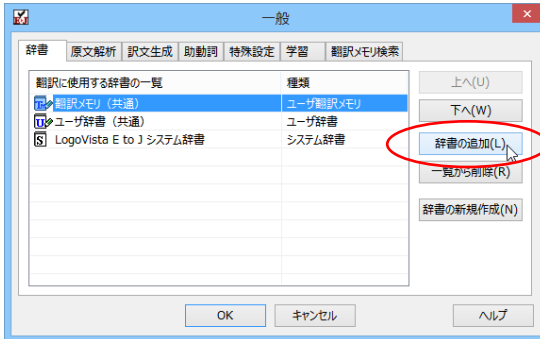 一般
辞書 原文解析 訳文生成 助動詞 特殊設定 学習 翻訳メモリ検索
翻訳に使用する辞書の一覧 種類
翻訳メモリ（共通） ユーザ翻訳メモリ
ユーザ辞書（共通） ユーザ辞書
LogoVista E to J システム辞書 システム辞書
上へ(U)
下へ(W)
辞書の追加(L)
一覧から削除(R)
辞書の新規作成(N)
OK キャンセル ヘルプ